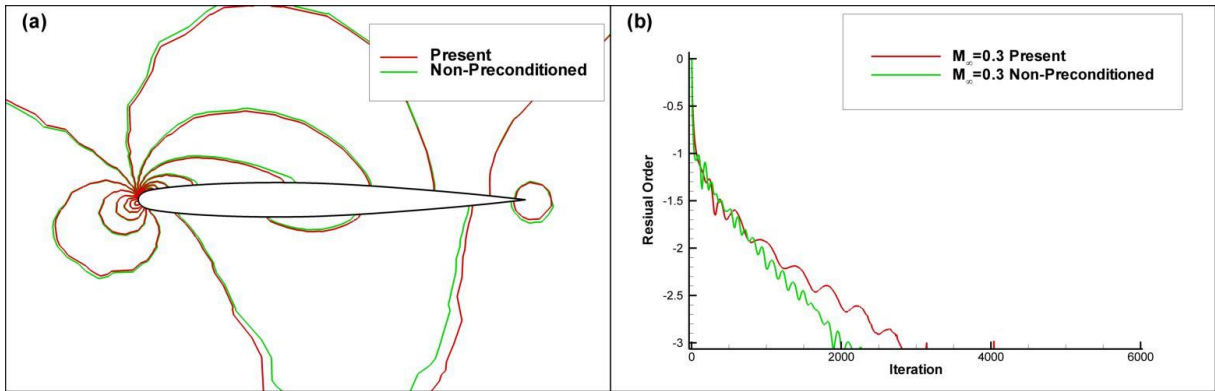 (a)
Present
Non-Preconditioned
(b)
M∞=0.3 Present
M∞=0.3 Non-Preconditioned
0
-0.5
-1
-1.5
-2
-2.5
-3
Resiual Order
0 2000 4000 6000
Iteration